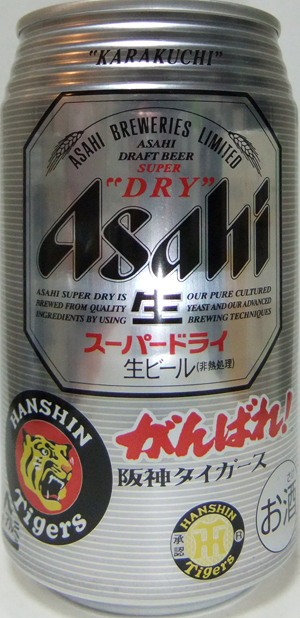 "KARAKUCHI"
ASAHI BREWERIES LIMITED
ASAHI
DRAFT BEER
SUPER
"DRY"
Asahi
ASAHI SUPER DRY IS
BREWED FROM QUALITY
INGREDIENTS BY USING
生
OUR PURE CULTURED
YEAST AND OUR ADVANCED
BREWING TECHNIQUES
スーパードライ
生ビール(非熱処理)
HANSHIN
Tigers
がんばれ!
阪神タイガース
HANSHIN
承認
HT
®
Tigers
お酒